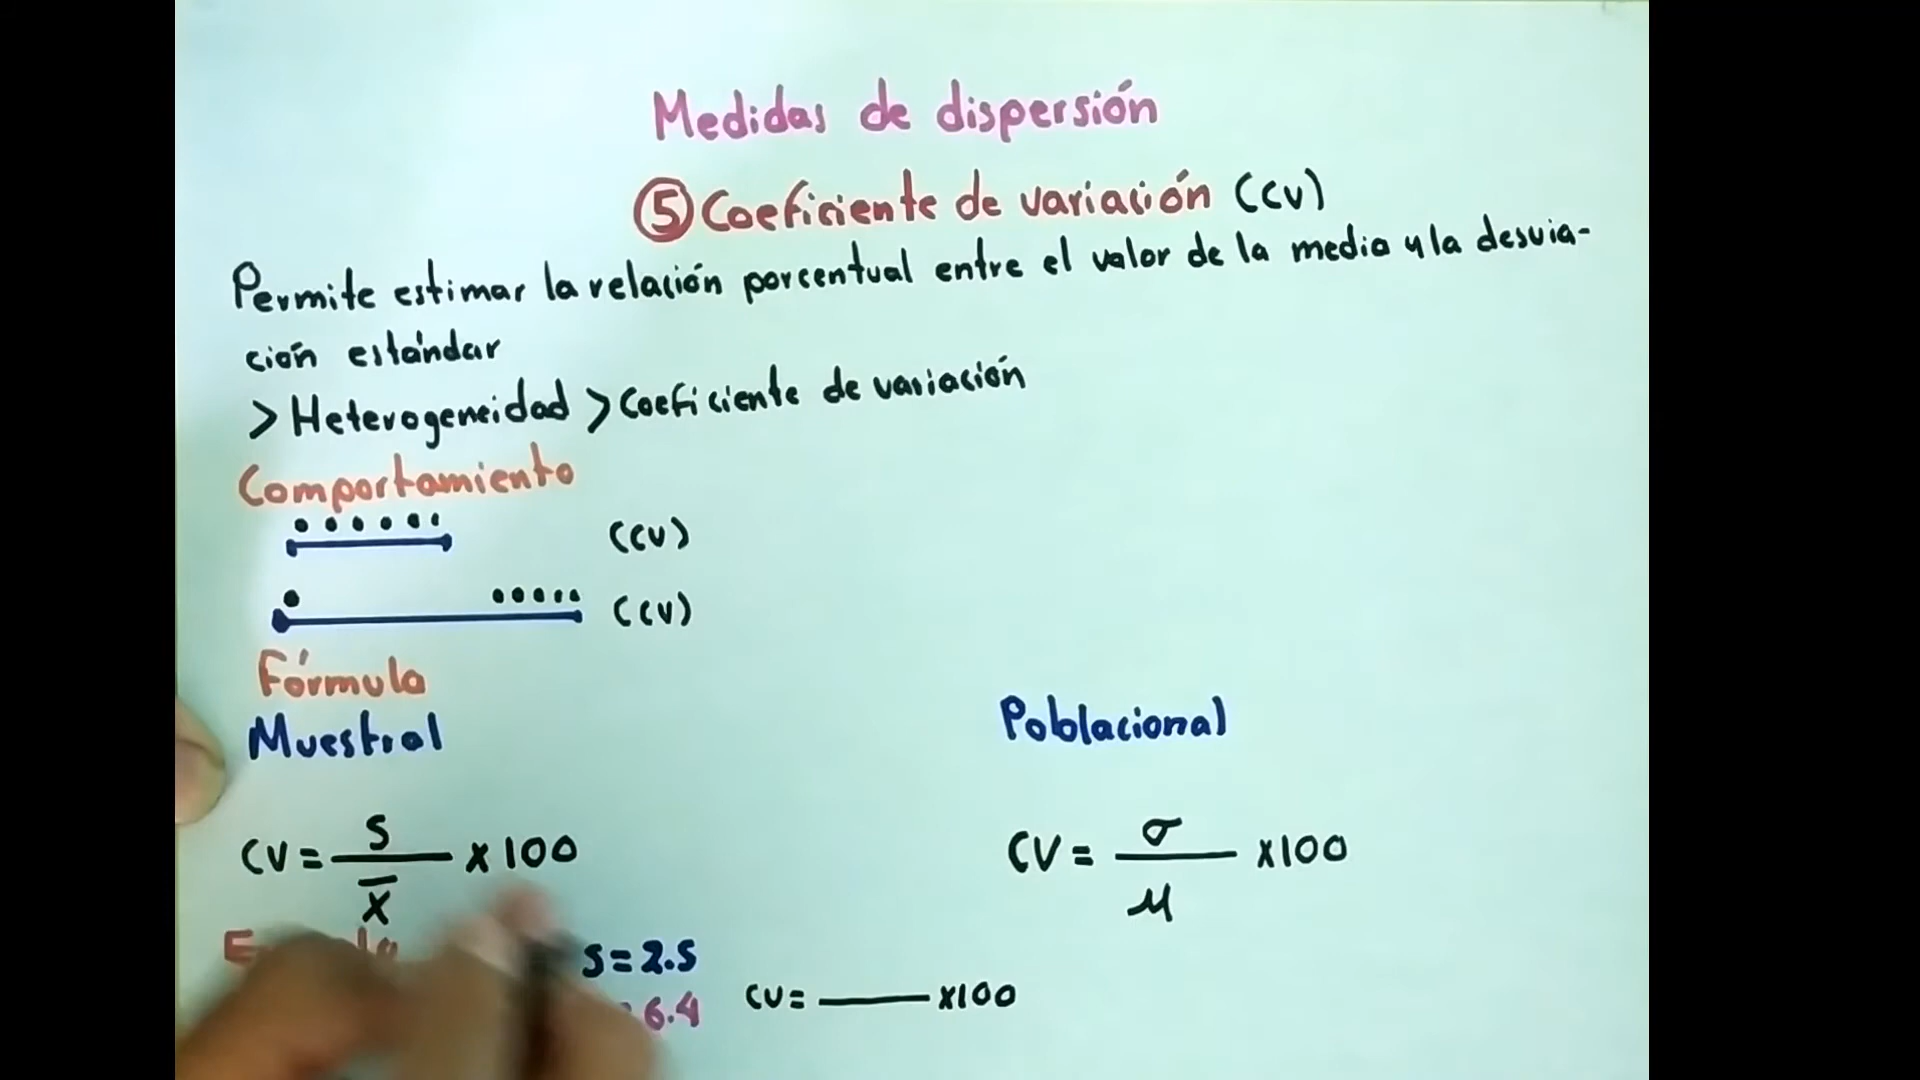 Medidas de dispersión
⑤ Coeficiente de variación (CV)
Permite estimar la relación porcentual entre el valor de la media y la desvia-
ción estándar
> Heterogeneidad > Coeficiente de variación
Comportamiento
(CV)
(CV)
Fórmula
Muestral
Poblacional
CV = S / x̄ x 100
CV = σ / μ x100
S = 2.5
= 6.4
CV = ____ x100